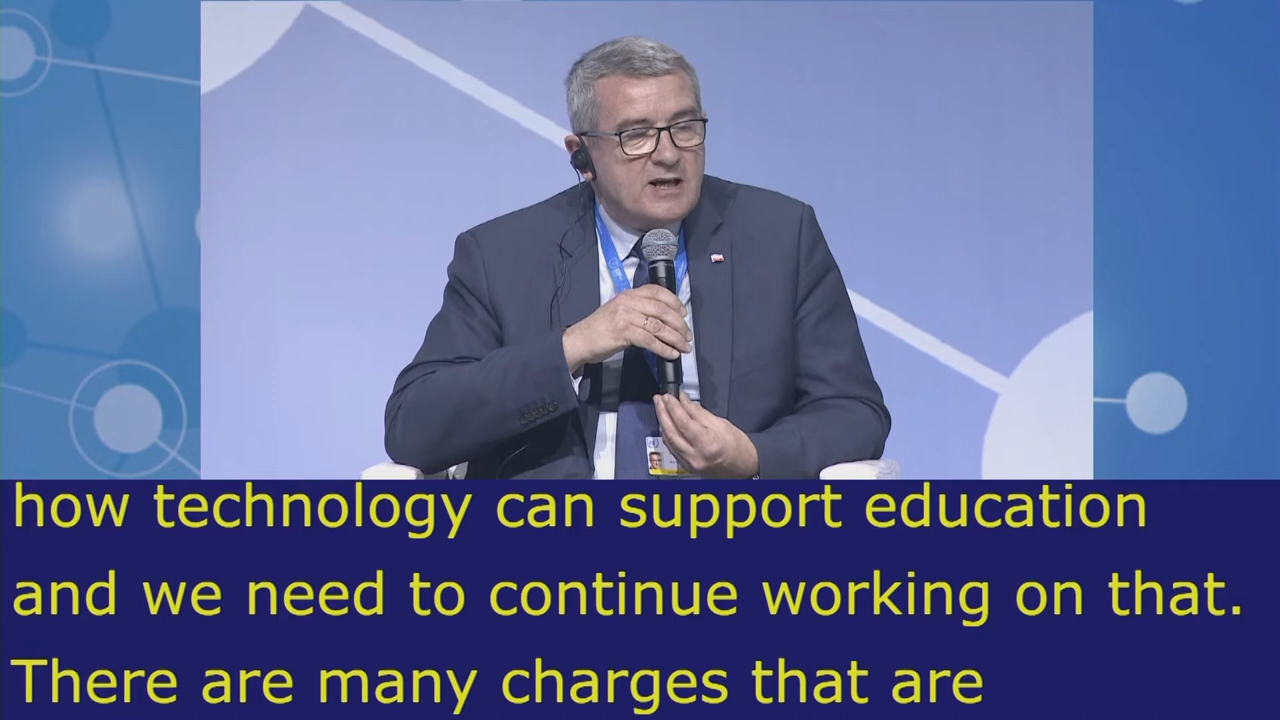 how technology can support education
and we need to continue working on that.
There are many charges that are